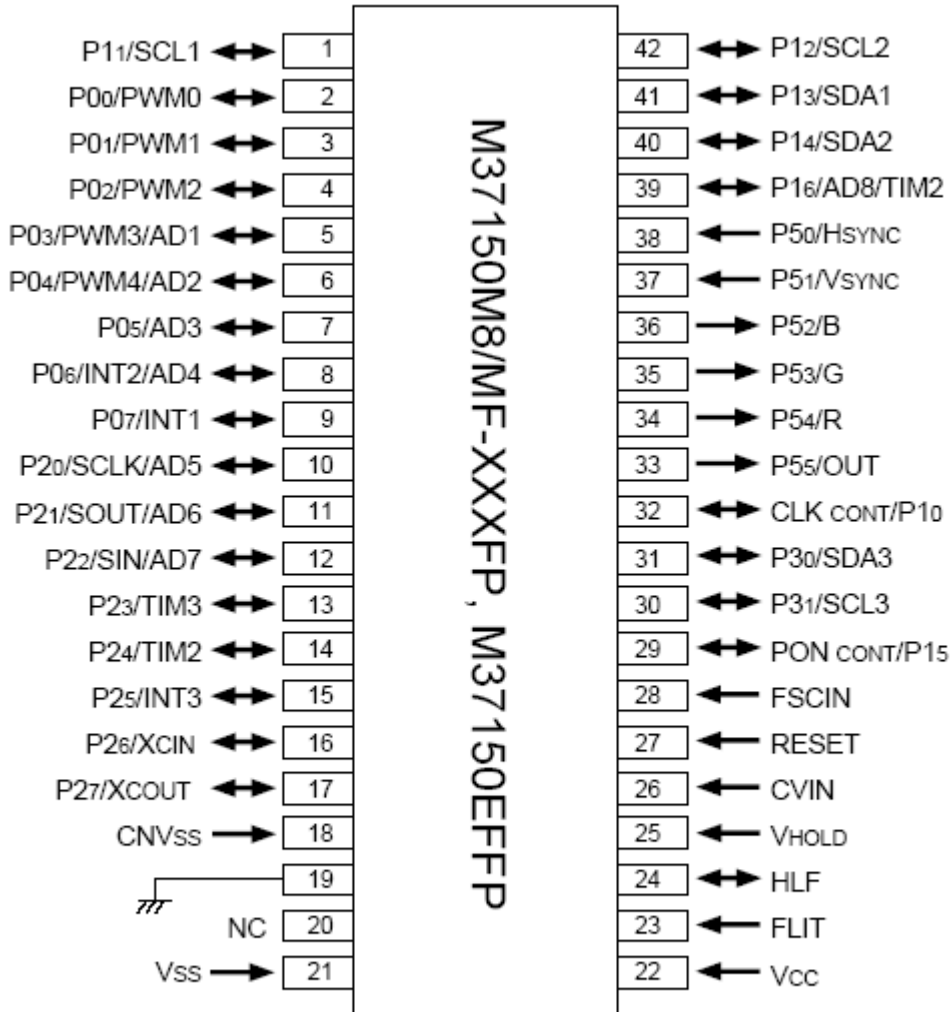 P11/SCL1 1 42 P12/SCL2
P00/PWM0 2 41 P13/SDA1
P01/PWM1 3 40 P14/SDA2
P02/PWM2 4 39 P16/AD8/TIM2
P03/PWM3/AD1 5 38 P50/HSYNC
P04/PWM4/AD2 6 37 P51/VSYNC
P05/AD3 7 36 P52/B
P06/INT2/AD4 8 35 P53/G
P07/INT1 9 34 P54/R
P20/SCLK/AD5 10 33 P55/OUT
P21/SOUT/AD6 11 32 CLK CONT/P10
P22/SIN/AD7 12 31 P30/SDA3
P23/TIM3 13 30 P31/SCL3
P24/TIM2 14 29 PON CONT/P15
P25/INT3 15 28 FSCIN
P26/XCIN 16 27 RESET
P27/XCOUT 17 26 CVIN
CNVSS 18 25 VHOLD
19 24 HLF
NC 20 23 FLIT
VSS 21 22 VCC
M37150M8/MF-XXXFP, M37150EFFP